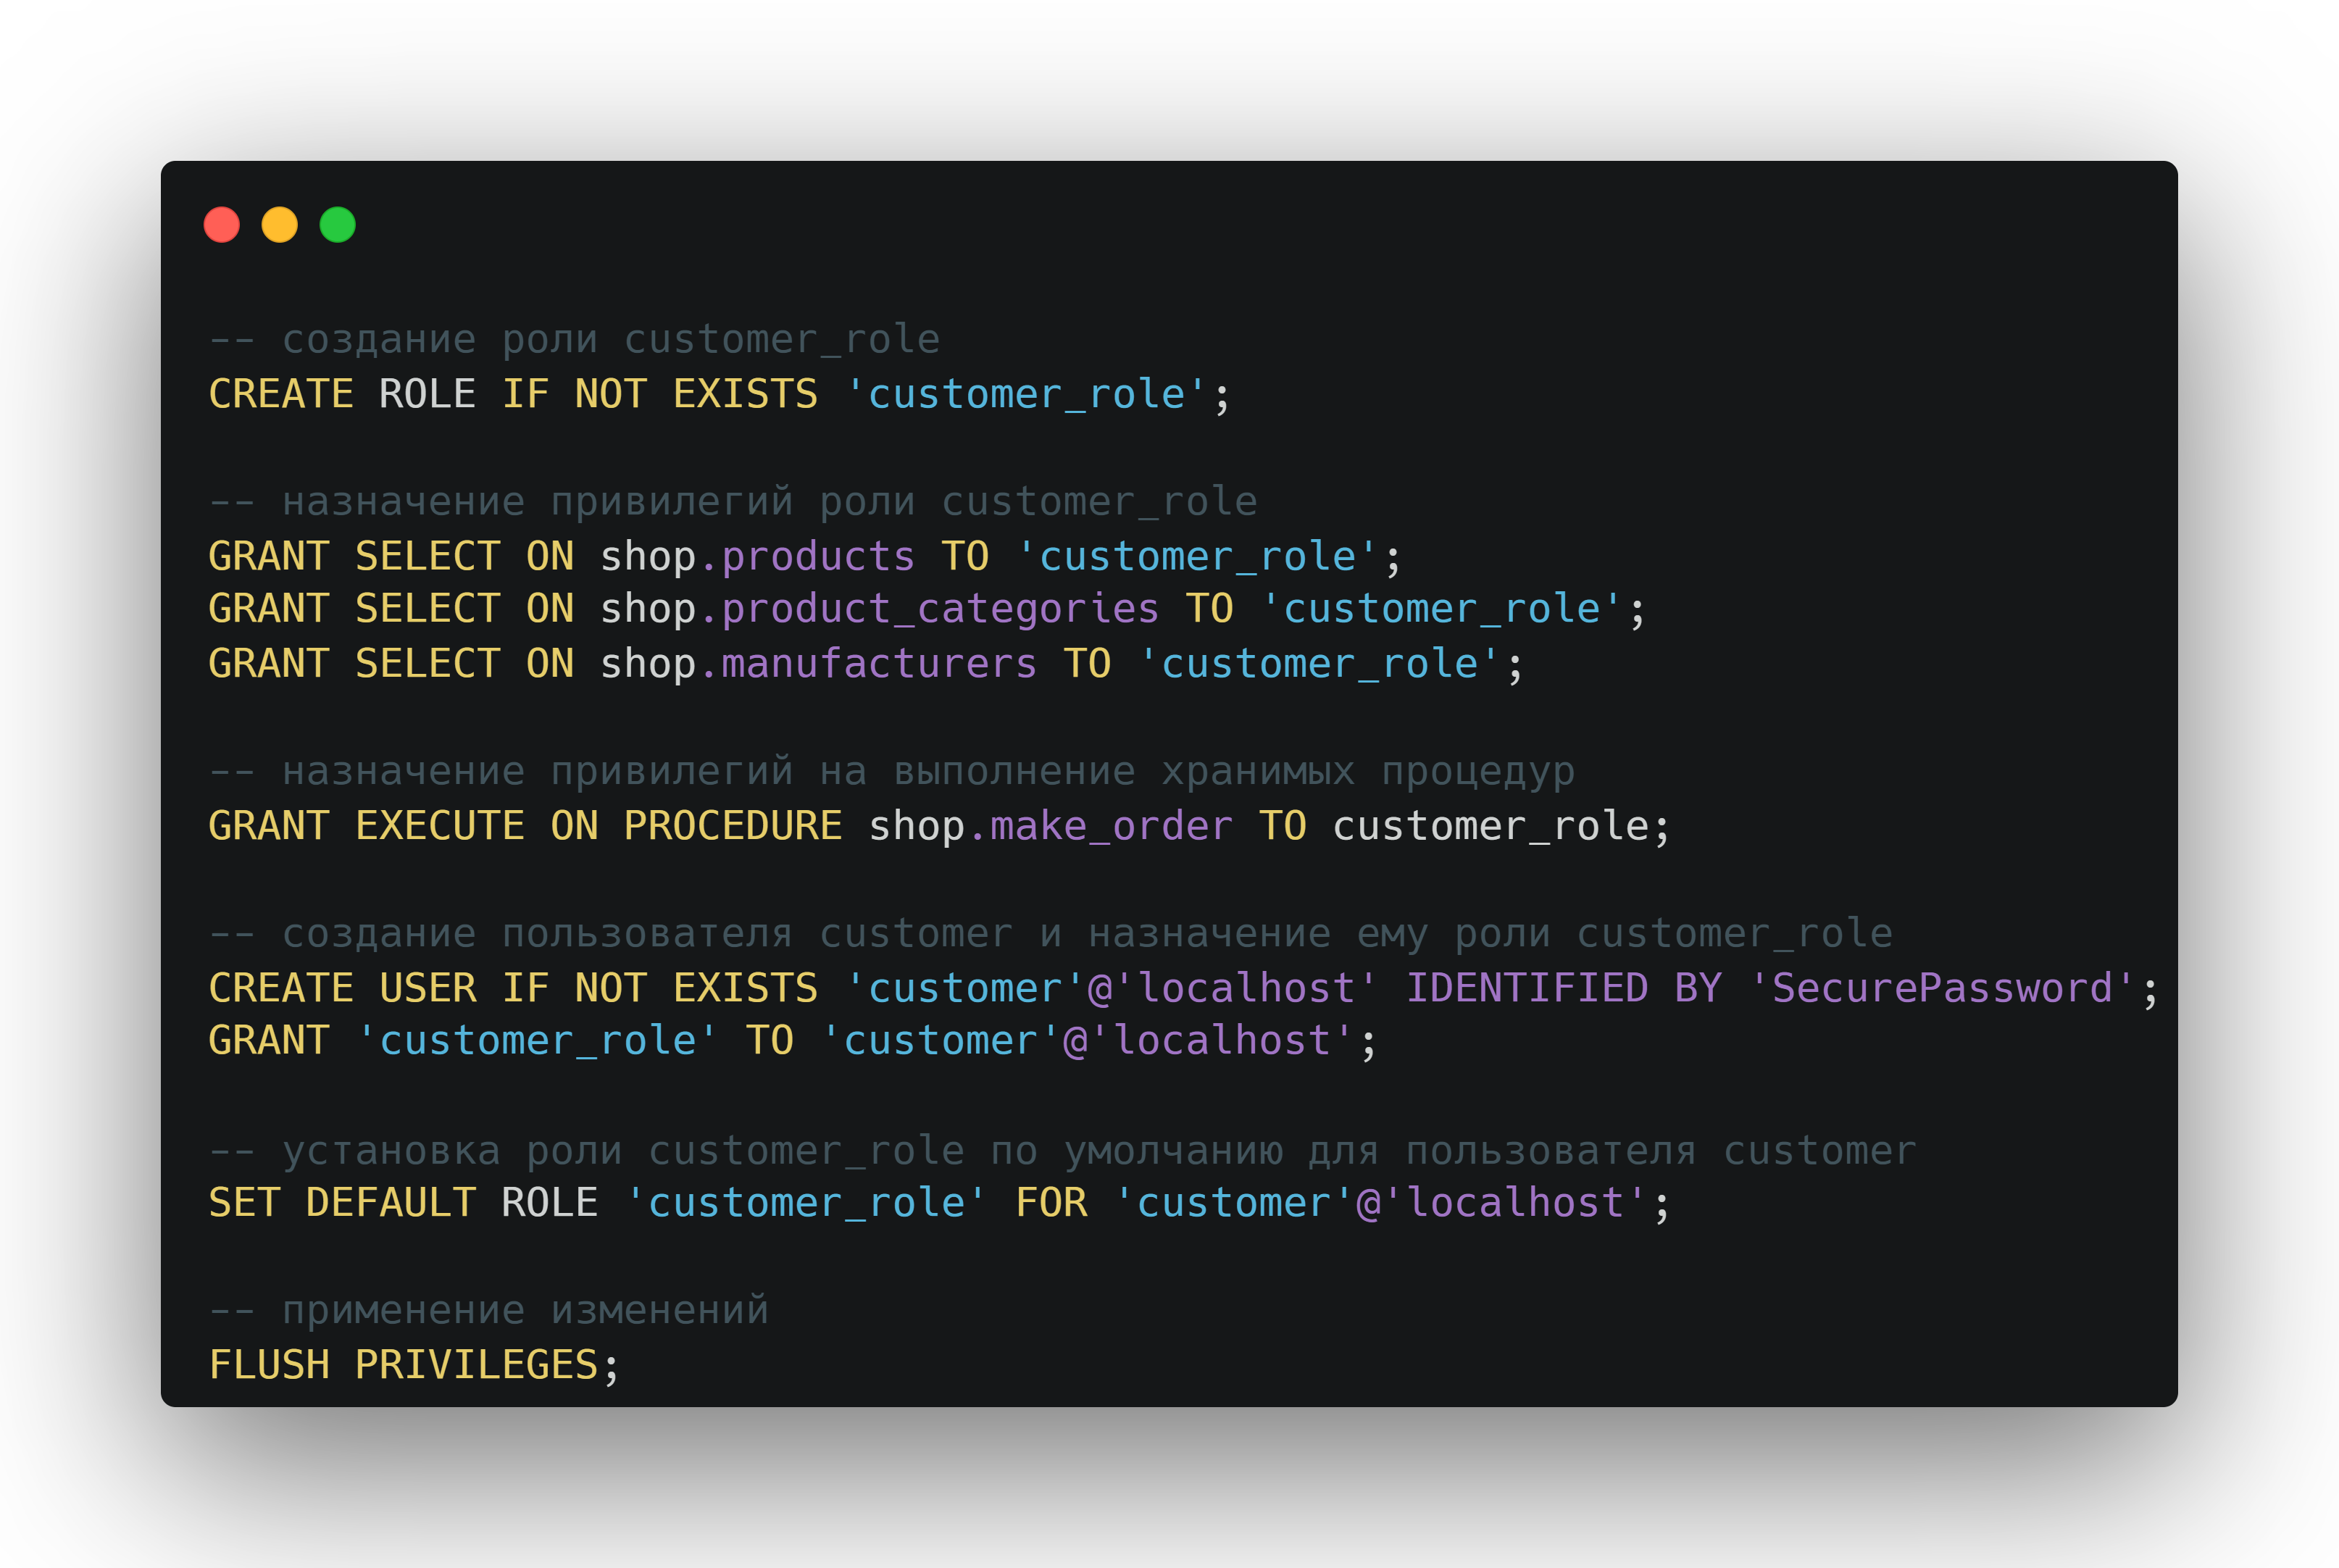 -- создание роли customer_role
CREATE ROLE IF NOT EXISTS 'customer_role';
-- назначение привилегий роли customer_role
GRANT SELECT ON shop.products TO 'customer_role';
GRANT SELECT ON shop.product_categories TO 'customer_role';
GRANT SELECT ON shop.manufacturers TO 'customer_role';
-- назначение привилегий на выполнение хранимых процедур
GRANT EXECUTE ON PROCEDURE shop.make_order TO customer_role;
-- создание пользователя customer и назначение ему роли customer_role
CREATE USER IF NOT EXISTS 'customer'@'localhost' IDENTIFIED BY 'SecurePassword';
GRANT 'customer_role' TO 'customer'@'localhost';
-- установка роли customer_role по умолчанию для пользователя customer
SET DEFAULT ROLE 'customer_role' FOR 'customer'@'localhost';
-- применение изменений
FLUSH PRIVILEGES;